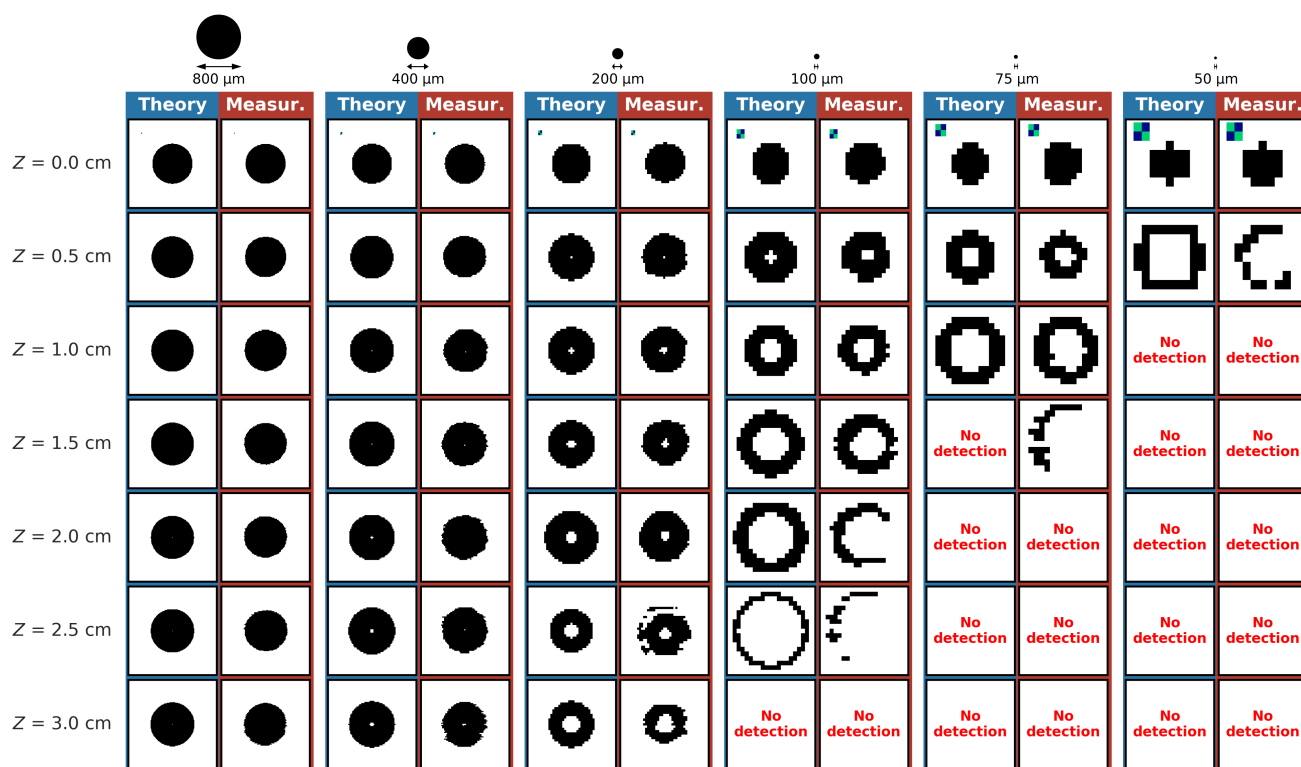 800 μm 400 μm 200 μm 100 μm 75 μm 50 μm
Theory Measur. Theory Measur. Theory Measur. Theory Measur. Theory Measur. Theory Measur.
Z = 0.0 cm
Z = 0.5 cm
Z = 1.0 cm
No detection No detection
Z = 1.5 cm
No detection No detection No detection
Z = 2.0 cm
No detection No detection No detection No detection
Z = 2.5 cm
No detection No detection No detection No detection
Z = 3.0 cm
No detection No detection No detection No detection No detection No detection